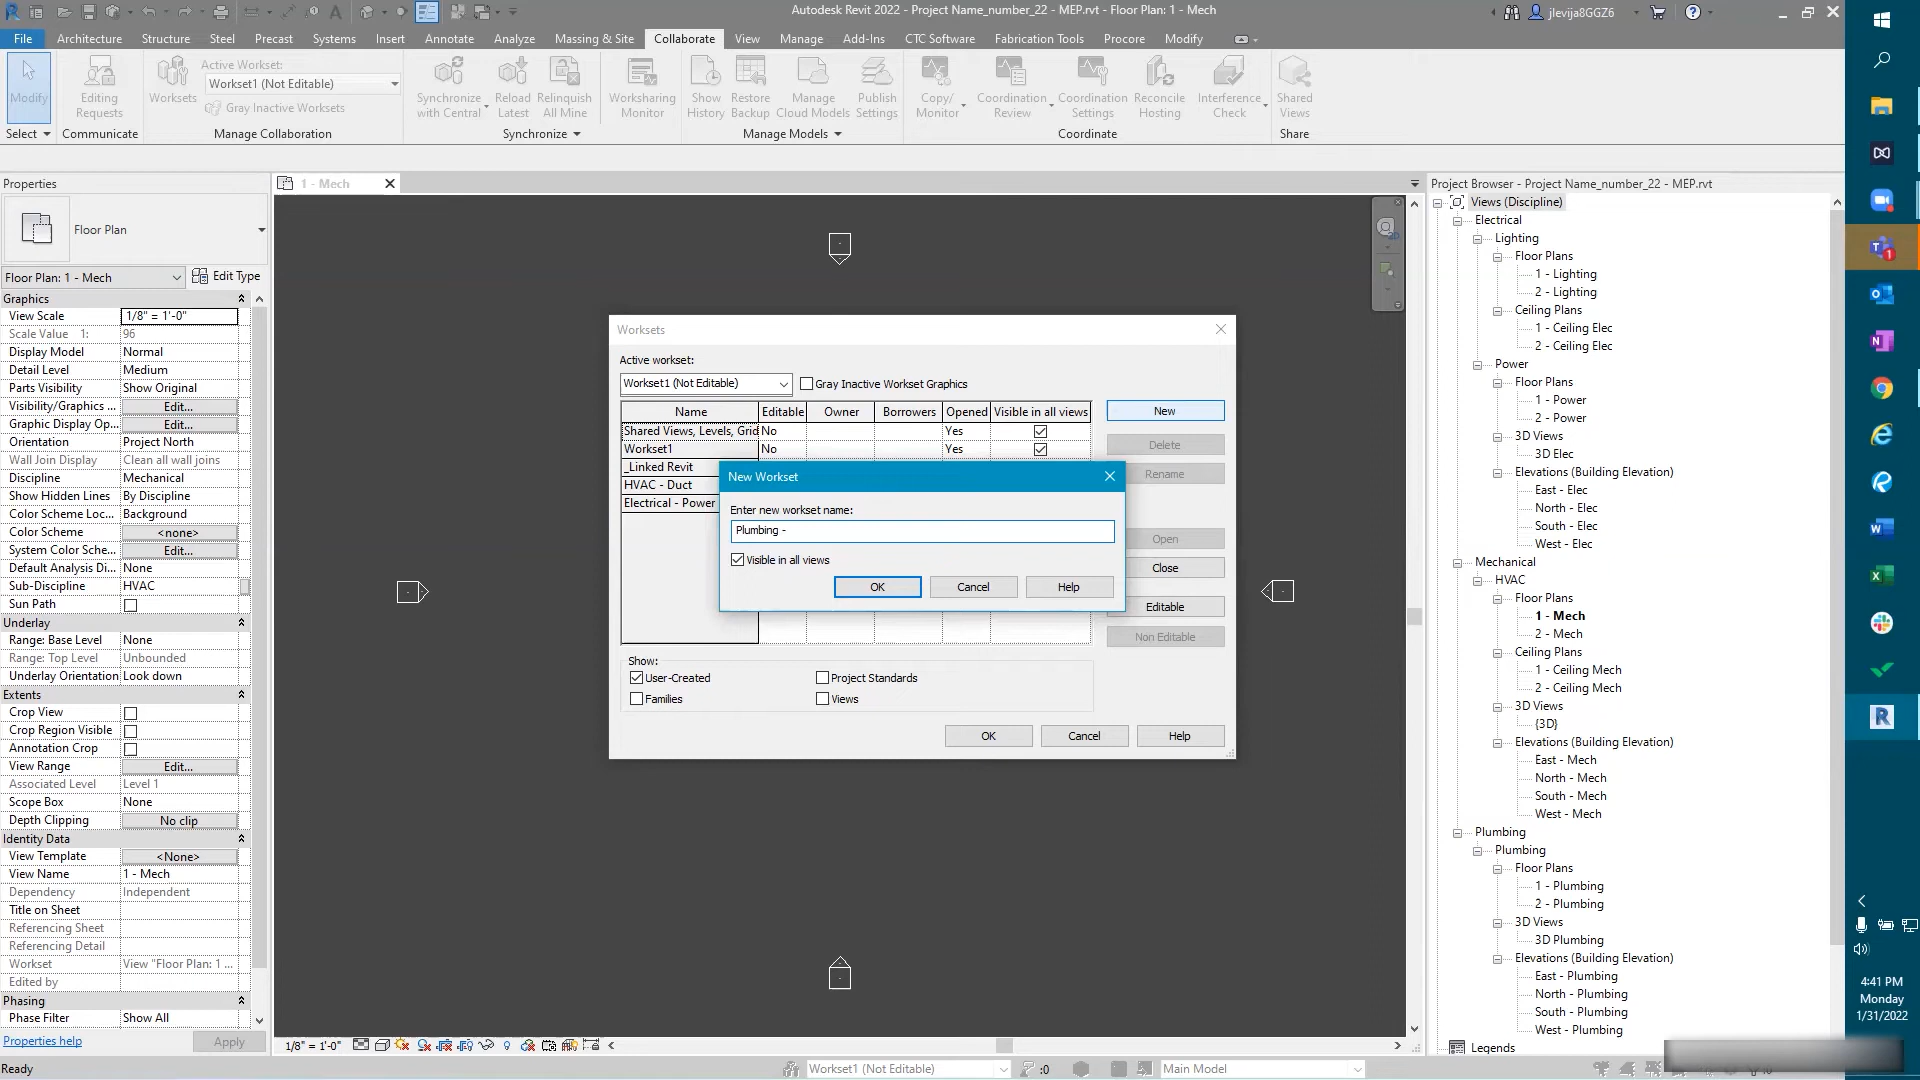 Autodesk Revit 2022 - Project Name_number_22 - MEP.rvt - Floor Plan: 1 - Mech
jlevija8GGZ6
File Architecture Structure Steel Precast Systems Insert Annotate Analyze Massing & Site Collaborate View Manage Add-Ins CTC Software Fabrication Tools Procore Modify
Modify
Select
Editing Requests
Communicate
Worksets
Active Workset:
Workset1 (Not Editable)
Gray Inactive Worksets
Manage Collaboration
Synchronize with Central
Reload Latest
Relinquish All Mine
Synchronize
Worksharing Monitor
Show History
Restore Backup
Manage Cloud Models
Publish Settings
Manage Models
Copy/ Monitor
Coordination Review
Coordination Settings
Reconcile Hosting
Interference Check
Coordinate
Shared Views
Share
Properties
Floor Plan
Floor Plan: 1 - Mech
Edit Type
Graphics
View Scale 1/8" = 1'-0"
Scale Value 1: 96
Display Model Normal
Detail Level Medium
Parts Visibility Show Original
Visibility/Graphics ... Edit...
Graphic Display Op... Edit...
Orientation Project North
Wall Join Display Clean all wall joins
Discipline Mechanical
Show Hidden Lines By Discipline
Color Scheme Loc... Background
Color Scheme <none>
System Color Sche... Edit...
Default Analysis Di... None
Sub-Discipline HVAC
Sun Path
Underlay
Range: Base Level None
Range: Top Level Unbounded
Underlay Orientation Look down
Extents
Crop View
Crop Region Visible
Annotation Crop
View Range Edit...
Associated Level Level 1
Scope Box None
Depth Clipping No clip
Identity Data
View Template <None>
View Name 1 - Mech
Dependency Independent
Title on Sheet
Referencing Sheet
Referencing Detail
Workset View "Floor Plan: 1 ...
Edited by
Phasing
Phase Filter Show All
Properties help Apply
1 - Mech
Worksets
Active workset:
Workset1 (Not Editable) Gray Inactive Workset Graphics
Name Editable Owner Borrowers Opened Visible in all views
Shared Views, Levels, Grid No Yes
Workset1 No Yes
_Linked Revit
HVAC - Duct
Electrical - Power
New
Delete
Rename
Open
Close
Editable
Non Editable
New Workset
Enter new workset name:
Plumbing -
Visible in all views
OK Cancel Help
Show:
User-Created Project Standards
Families Views
OK Cancel Help
Project Browser - Project Name_number_22 - MEP.rvt
Views (Discipline)
Electrical
Lighting
Floor Plans
1 - Lighting
2 - Lighting
Ceiling Plans
1 - Ceiling Elec
2 - Ceiling Elec
Power
Floor Plans
1 - Power
2 - Power
3D Views
3D Elec
Elevations (Building Elevation)
East - Elec
North - Elec
South - Elec
West - Elec
Mechanical
HVAC
Floor Plans
1 - Mech
2 - Mech
Ceiling Plans
1 - Ceiling Mech
2 - Ceiling Mech
3D Views
{3D}
Elevations (Building Elevation)
East - Mech
North - Mech
South - Mech
West - Mech
Plumbing
Plumbing
Floor Plans
1 - Plumbing
2 - Plumbing
3D Views
3D Plumbing
Elevations (Building Elevation)
East - Plumbing
North - Plumbing
South - Plumbing
West - Plumbing
Legends
1/8" = 1'-0"
Ready
Workset1 (Not Editable) :0 Main Model
4:41 PM
Monday
1/31/2022